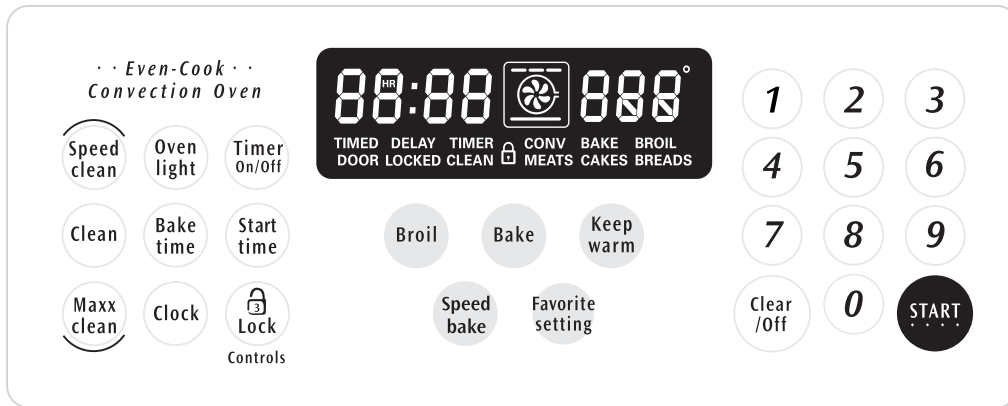 · · Even-Cook · ·
Convection Oven
Speed
clean
Oven
light
Timer
On/Off
Clean
Bake
time
Start
time
Maxx
clean
Clock
3
Lock
Controls
88:88
HR
888°
TIMED DELAY TIMER CONV BAKE BROIL
DOOR LOCKED CLEAN MEATS CAKES BREADS
Broil
Bake
Keep
warm
Speed
bake
Favorite
setting
1
2
3
4
5
6
7
8
9
Clear
/Off
0
START